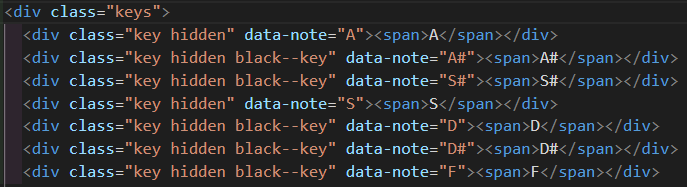 <div class="keys">
<div class="key hidden" data-note="A"><span>A</span></div>
<div class="key hidden black--key" data-note="A#"><span>A#</span></div>
<div class="key hidden black--key" data-note="S#"><span>S#</span></div>
<div class="key hidden" data-note="S"><span>S</span></div>
<div class="key hidden black--key" data-note="D"><span>D</span></div>
<div class="key hidden black--key" data-note="D#"><span>D#</span></div>
<div class="key hidden black--key" data-note="F"><span>F</span></div>